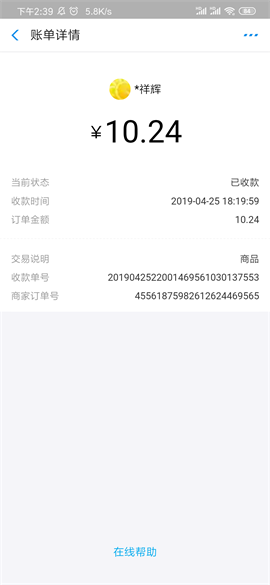 下午2:39 5.8K/s 94
账单详情
*祥辉
¥10.24
当前状态 已收款
收款时间 2019-04-25 18:19:59
订单金额 10.24
交易说明 商品
收款单号 20190425220014695610301375​53
商家订单号 45561875982612624469565
在线帮助